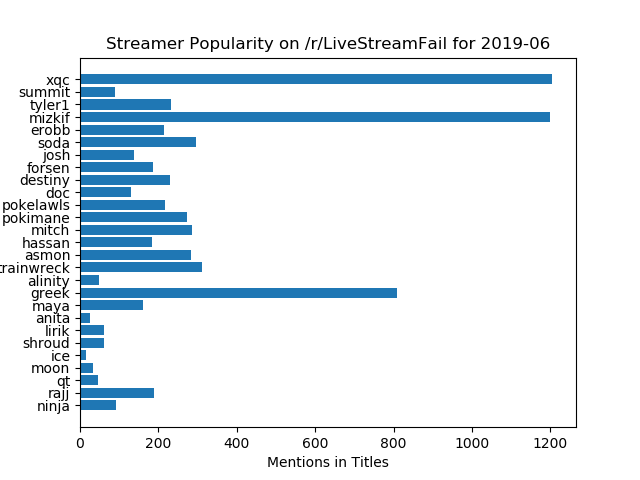 Streamer Popularity on /r/LiveStreamFail for 2019-06
xqc
summit
tyler1
mizkif
erobb
soda
josh
forsen
destiny
doc
pokelawls
pokimane
mitch
hassan
asmon
trainwreck
alinity
greek
maya
anita
lirik
shroud
ice
moon
qt
rajj
ninja
0 200 400 600 800 1000 1200
Mentions in Titles